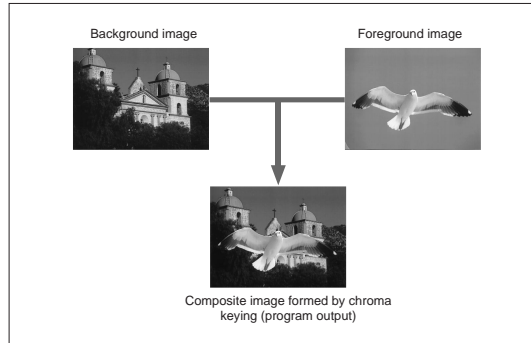 Background image
Foreground image
Composite image formed by chroma
keying (program output)